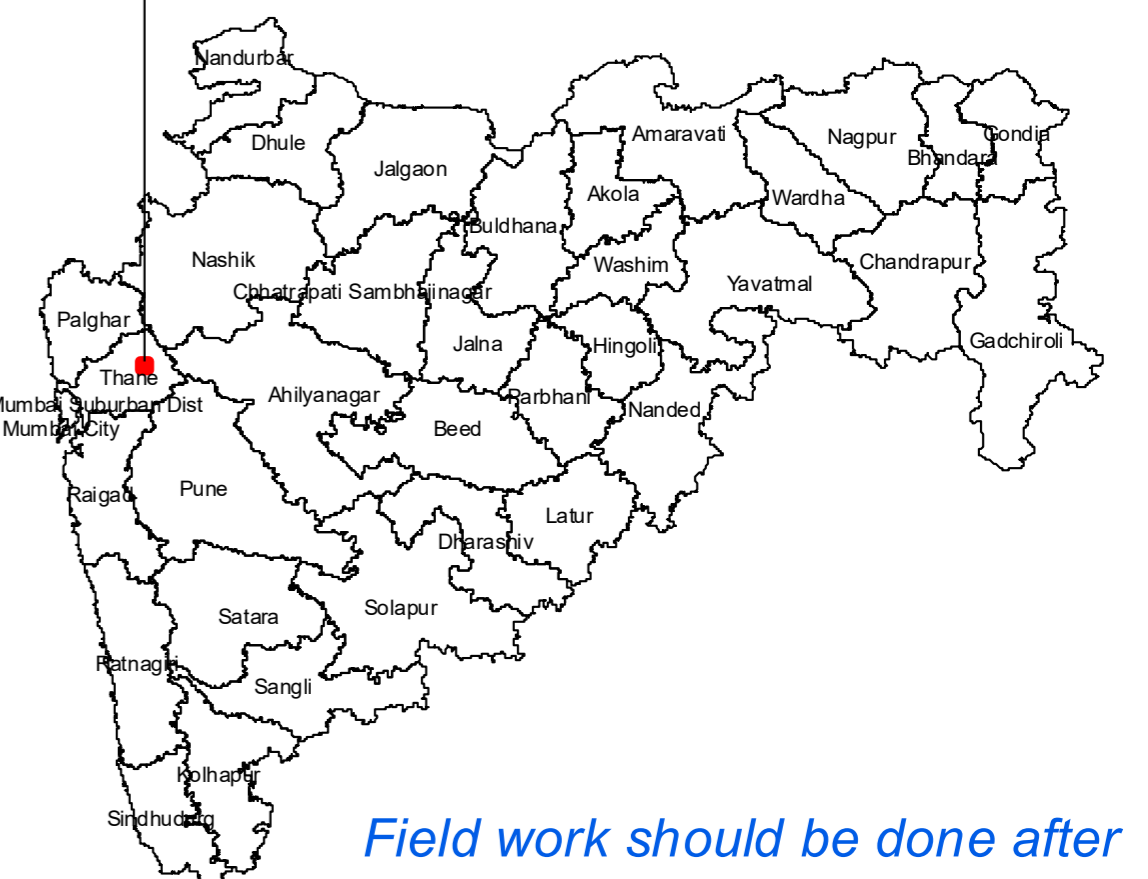 Nandurbar
Dhule
Jalgaon
Amaravati
Nagpur
Gondia
Bhandara
Akola
Wardha
Buldhana
Nashik
Washim
Chandrapur
Yavatmal
Chhatrapati Sambhajinagar
Palghar
Jalna
Hingoli
Gadchiroli
Thane
Ahilyanagar
Parbhani
Mumbai Suburban Dist
Nanded
Mumbai City
Beed
Raigad
Pune
Latur
Dharashiv
Satara
Solapur
Ratnagiri
Sangli
Kolhapur
Sindhudurg
Field work should be done after